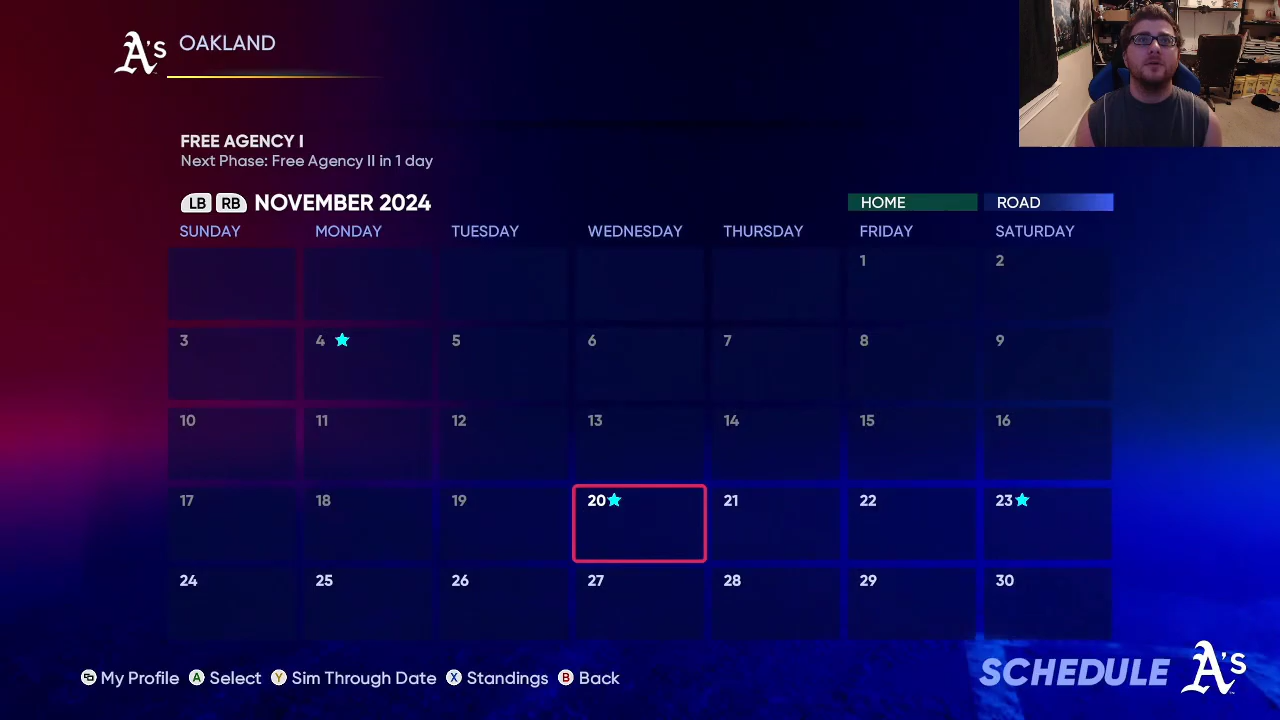 A's OAKLAND
FREE AGENCY I
Next Phase: Free Agency II in 1 day
LB RB NOVEMBER 2024
HOME ROAD
SUNDAY MONDAY TUESDAY WEDNESDAY THURSDAY FRIDAY SATURDAY
1 2
3 4 5 6 7 8 9
10 11 12 13 14 15 16
17 18 19 20 21 22 23
24 25 26 27 28 29 30
My Profile A Select Y Sim Through Date X Standings B Back
SCHEDULE A's